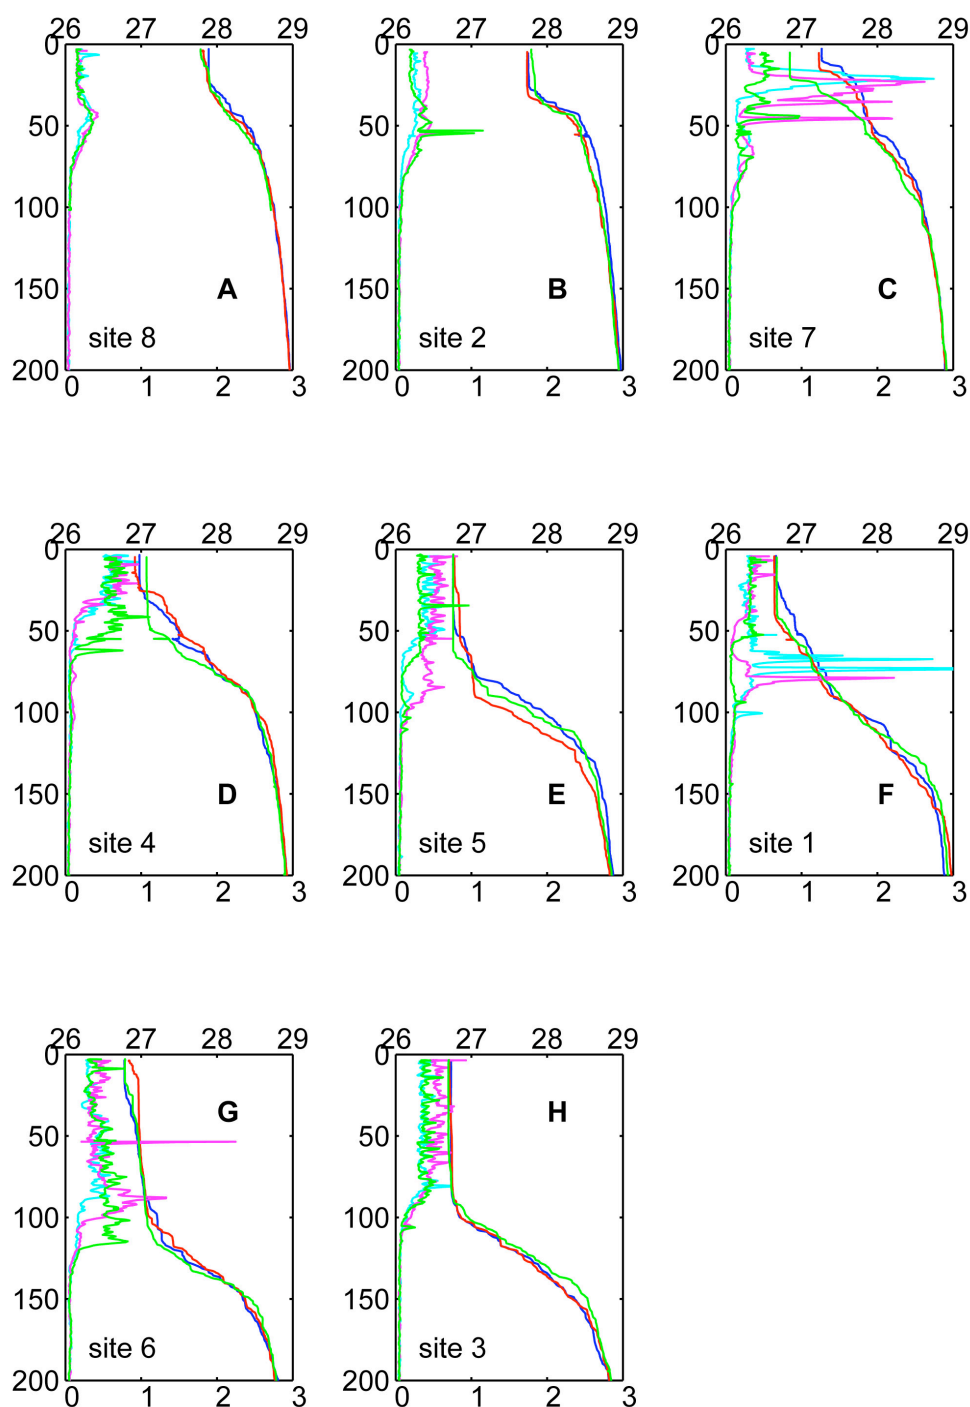 26 27 28 29 26 27 28 29 26 27 28 29
0 0 0
50 50 50
100 100 100
150 A 150 B 150 C
site 8 site 2 site 7
200 200 200
0 1 2 3 0 1 2 3 0 1 2 3
26 27 28 29 26 27 28 29 26 27 28 29
0 0 0
50 50 50
100 100 100
150 D 150 E 150 F
site 4 site 5 site 1
200 200 200
0 1 2 3 0 1 2 3 0 1 2 3
26 27 28 29 26 27 28 29
0 0
G H
50 50
100 100
150 150
site 6 site 3
200 200
0 1 2 3 0 1 2 3